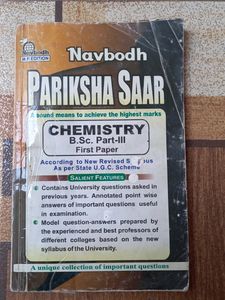 Navbodh
M.P. EDITION
PARIKSHA SAAR
A bound means to achieve the highest marks
CHEMISTRY
B.Sc. Part-III
First Paper
According to New Revised
As per State U.G.C. Scheme
SALIENT FEATURES
• Contains University questions asked in
previous years. Annotated point wise
answers of important questions useful
in examination.
• Model question-answers prepared by
the experienced and best professors of
different colleges based on the new
syllabus of the University.
A unique collection of important questions